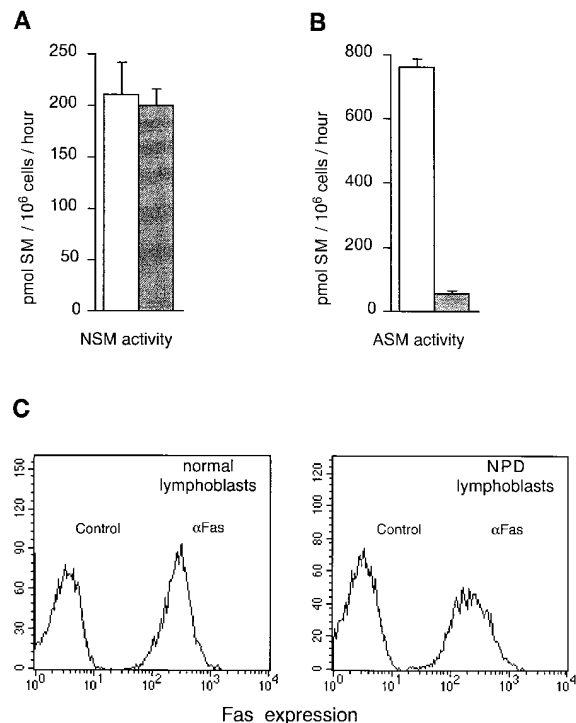 A
pmol SM / 10⁶ cells / hour
250
200
150
100
50
0
NSM activity
B
pmol SM / 10⁶ cells / hour
800
600
400
200
0
ASM activity
C
150
120
90
60
30
0
normal
lymphoblasts
Control
αFas
10⁰ 10¹ 10² 10³ 10⁴
120
100
80
60
40
20
0
NPD
lymphoblasts
Control
αFas
10⁰ 10¹ 10² 10³ 10⁴
Fas expression